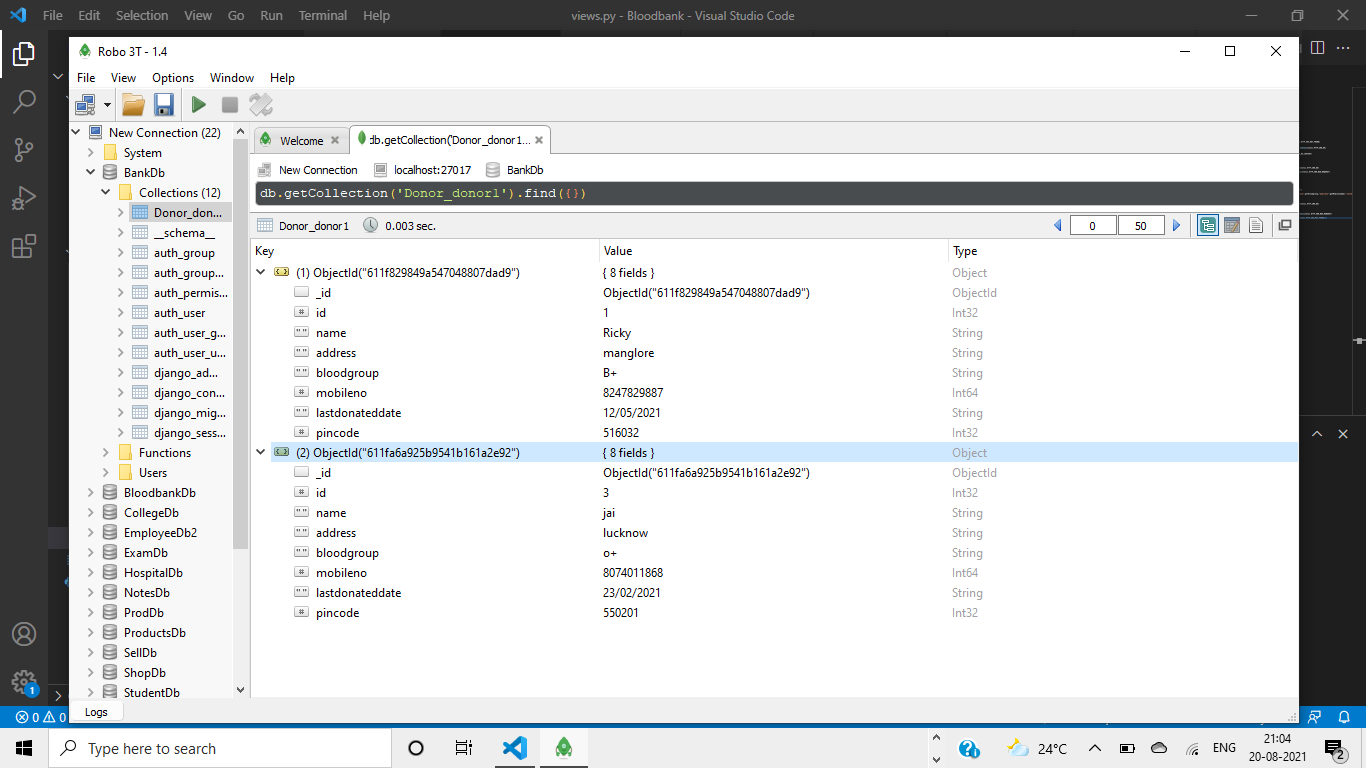 File Edit Selection View Go Run Terminal Help views.py - Bloodbank - Visual Studio Code
Robo 3T - 1.4
File View Options Window Help
Welcome db.getCollection('Donor_donor1...
New Connection localhost:27017 BankDb
db.getCollection('Donor_donor1').find({})
Donor_donor1 0.003 sec. 0 50
New Connection (22)
System
BankDb
Collections (12)
Donor_don...
__schema__
auth_group
auth_group...
auth_permis...
auth_user
auth_user_g...
auth_user_u...
django_ad...
django_con...
django_mig...
django_sess...
Functions
Users
BloodbankDb
CollegeDb
EmployeeDb2
ExamDb
HospitalDb
NotesDb
ProdDb
ProductsDb
SellDb
ShopDb
StudentDb
Key Value Type
(1) ObjectId("611f829849a547048807dad9") { 8 fields } Object
_id ObjectId("611f829849a547048807dad9") ObjectId
id 1 Int32
name Ricky String
address manglore String
bloodgroup B+ String
mobileno 8247829887 Int64
lastdonateddate 12/05/2021 String
pincode 516032 Int32
(2) ObjectId("611fa6a925b9541b161a2e92") { 8 fields } Object
_id ObjectId("611fa6a925b9541b161a2e92") ObjectId
id 3 Int32
name jai String
address lucknow String
bloodgroup o+ String
mobileno 8074011868 Int64
lastdonateddate 23/02/2021 String
pincode 550201 Int32
Logs
1
0 0
Type here to search
24°C ENG 21:04
20-08-2021
2